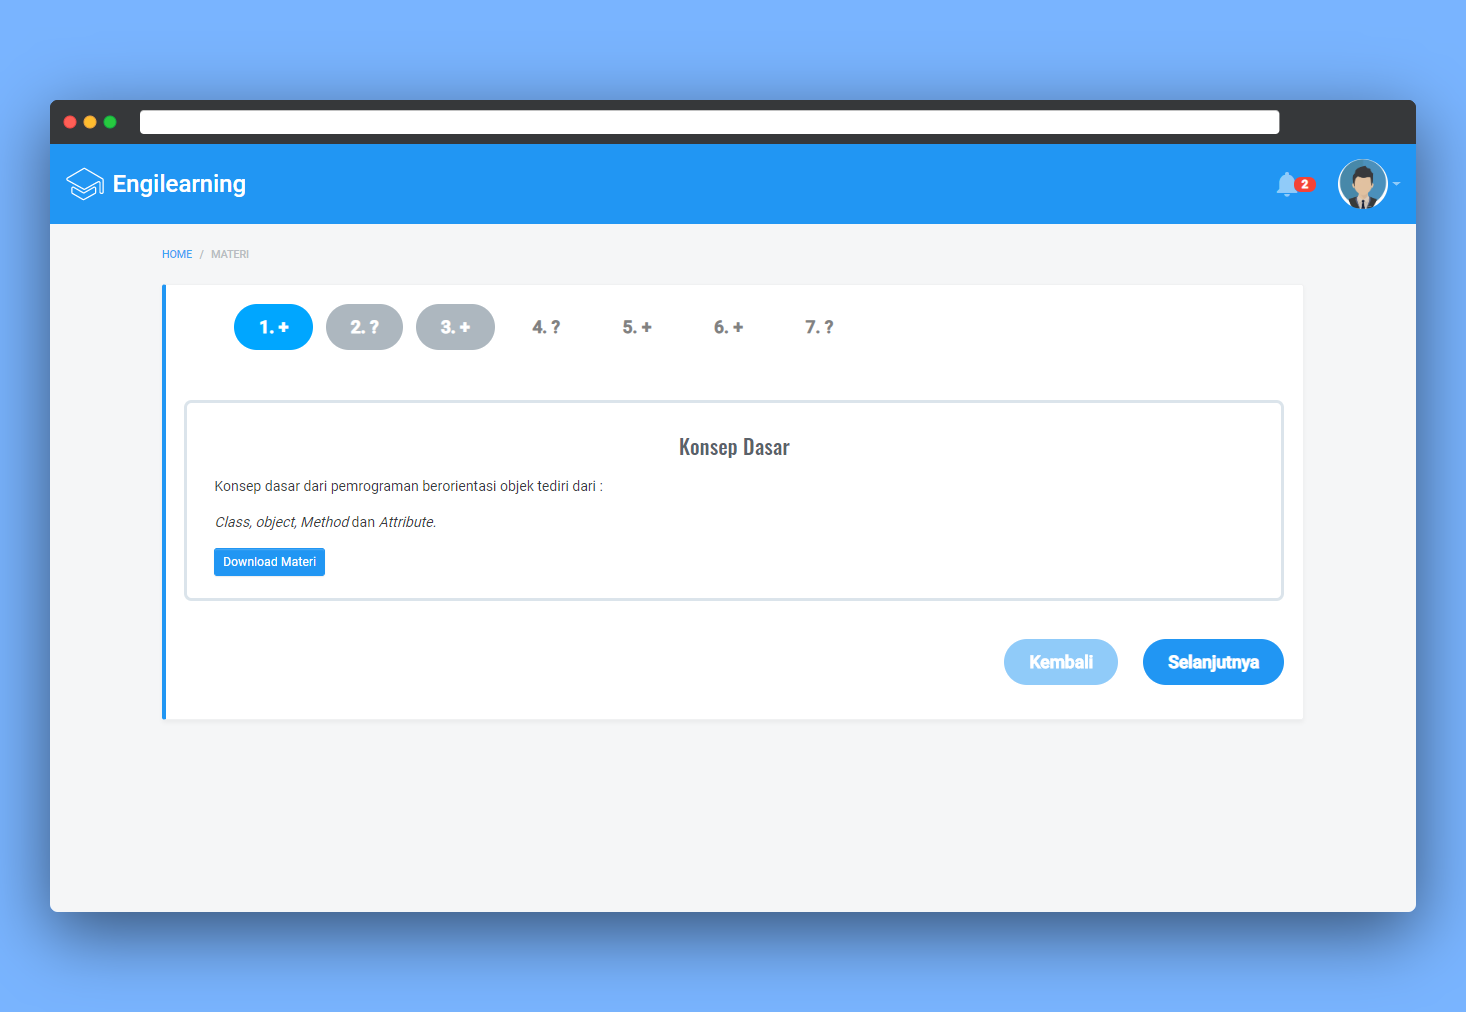 Engilearning
2
HOME / MATERI
1. + 2. ? 3. + 4. ? 5. + 6. + 7. ?
Konsep Dasar
Konsep dasar dari pemrograman berorientasi objek tediri dari :
Class, object, Method dan Attribute.
Download Materi
Kembali Selanjutnya